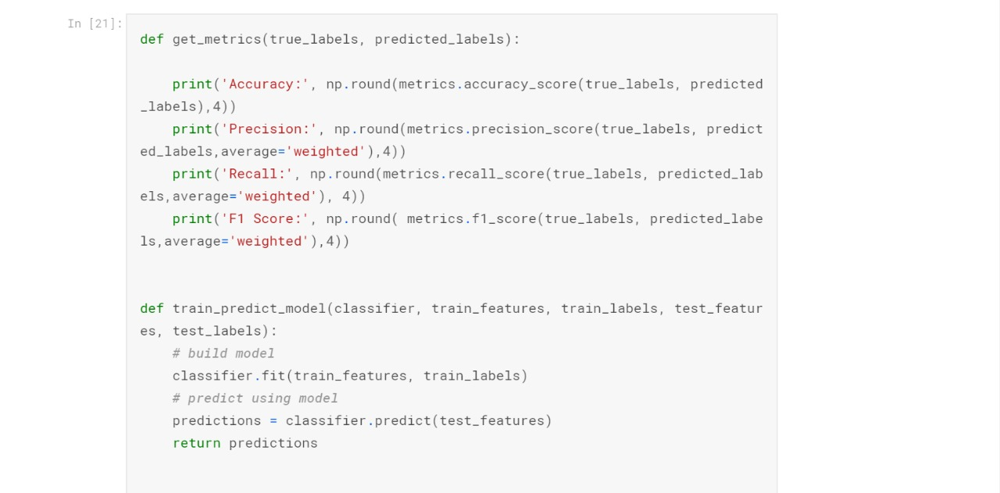 In [21]:
def get_metrics(true_labels, predicted_labels):
    print('Accuracy:', np.round(metrics.accuracy_score(true_labels, predicted
_labels),4))
    print('Precision:', np.round(metrics.precision_score(true_labels, predict
ed_labels,average='weighted'),4))
    print('Recall:', np.round(metrics.recall_score(true_labels, predicted_lab
els,average='weighted'), 4))
    print('F1 Score:', np.round( metrics.f1_score(true_labels, predicted_labe
ls,average='weighted'),4))
def train_predict_model(classifier, train_features, train_labels, test_featur
es, test_labels):
    # build model
    classifier.fit(train_features, train_labels)
    # predict using model
    predictions = classifier.predict(test_features)
    return predictions